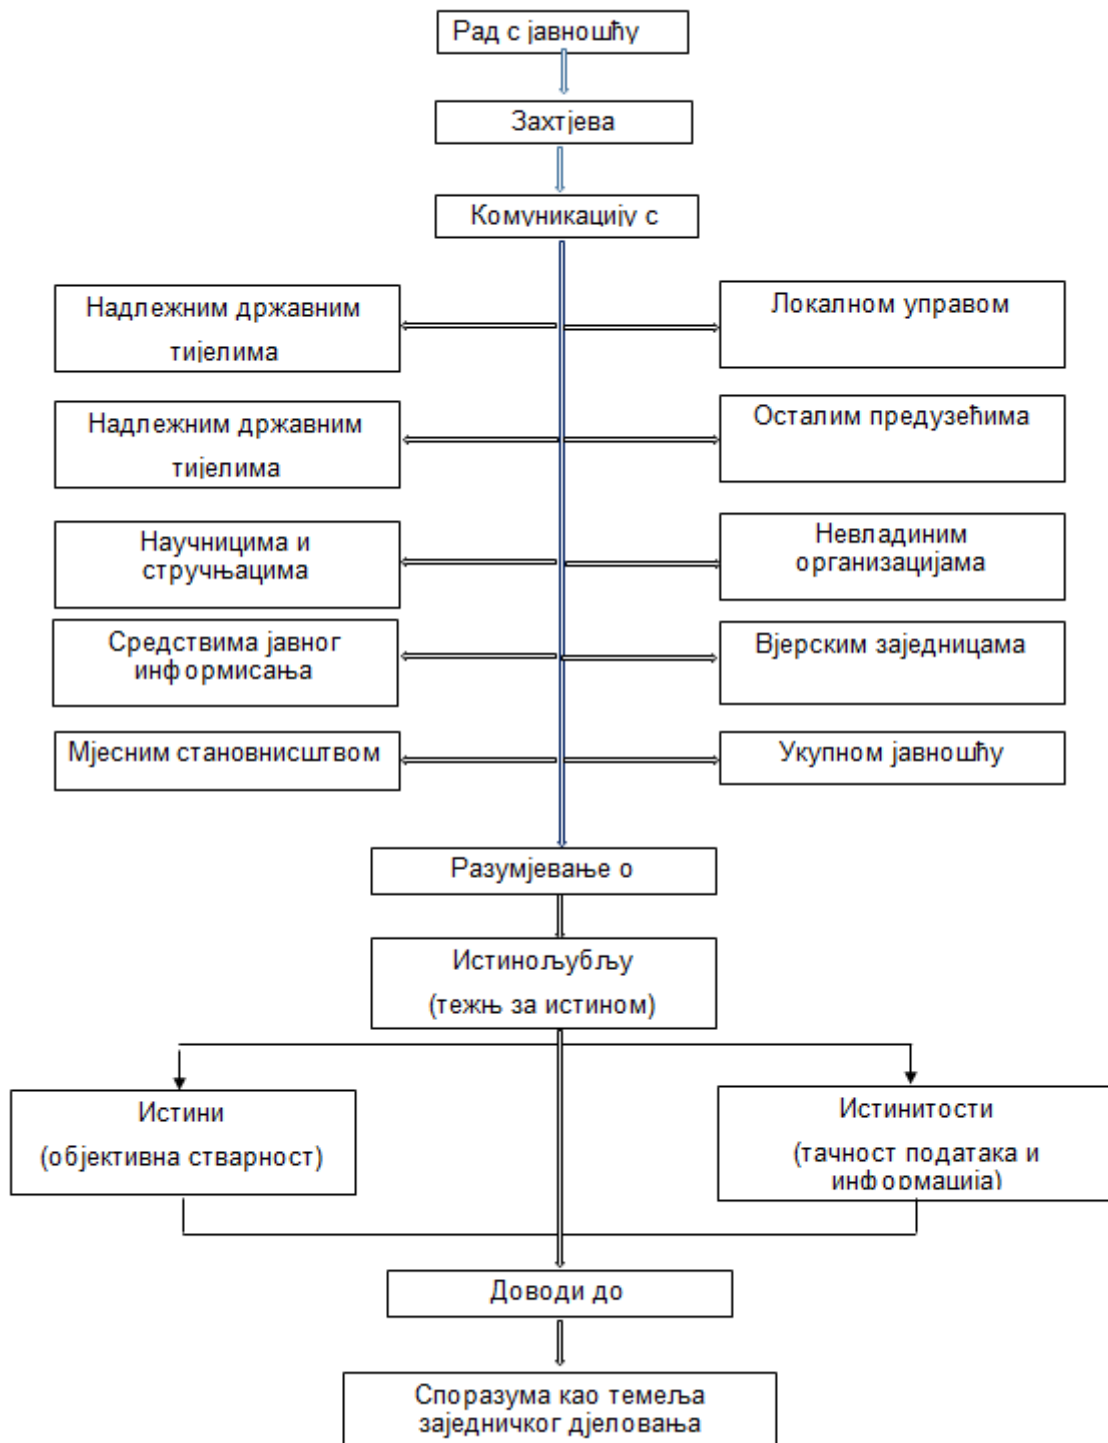 Рад с јавношћу
Захтјева
Комуникацију с
Надлежним државним
тијелима
Локалном управом
Надлежним државним
тијелима
Осталим предузећима
Научницима и
стручњацима
Невладиним
организацијама
Средствима јавног
информисања
Вјерским заједницама
Мјесним становнисштвом
Укупном јавношћу
Разумјевање о
Истинољубљу
(тежњ за истином)
Истини
(објективна стварност)
Истинитости
(тачност података и
информација)
Доводи до
Споразума као темеља
заједничког дјеловања